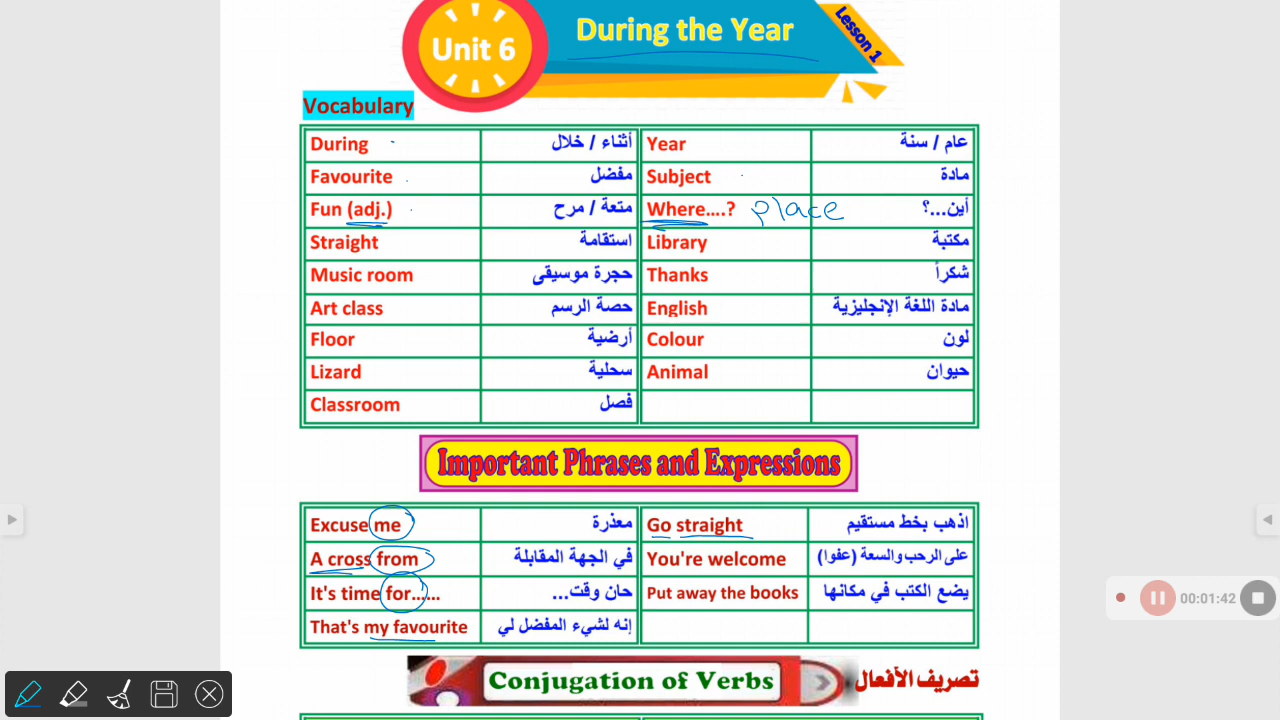 Unit 6
During the Year
Lesson 1
Vocabulary
During أثناء / خلال Year عام / سنة
Favourite مفضل Subject مادة
Fun (adj.) متعة / مرح Where....? place أين...؟
Straight استقامة Library مكتبة
Music room حجرة موسيقى Thanks شكراً
Art class حصة الرسم English مادة اللغة الإنجليزية
Floor أرضية Colour لون
Lizard سحلية Animal حيوان
Classroom فصل
Important Phrases and Expressions
Excuse me معذرة Go straight اذهب بخط مستقيم
A cross from في الجهة المقابلة You're welcome على الرحب والسعة (عفوا)
It's time for...... حان وقت... Put away the books يضع الكتب في مكانها
That's my favourite إنه لشيء المفضل لي
Conjugation of Verbs تصريف الأفعال
00:01:42